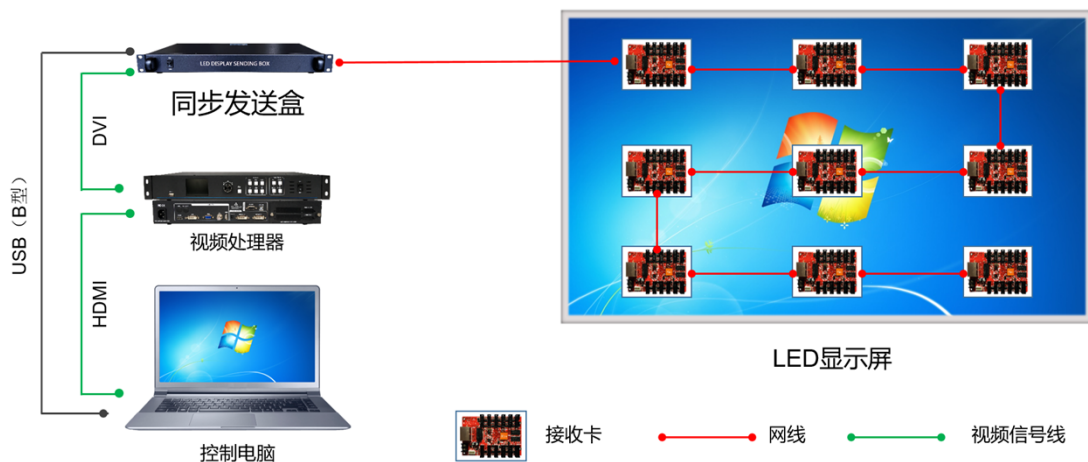 LED DISPLAY SENDING BOX
同步发送盒
DVI
USB（B型）
视频处理器
HDMI
控制电脑
LED显示屏
接收卡
网线
视频信号线